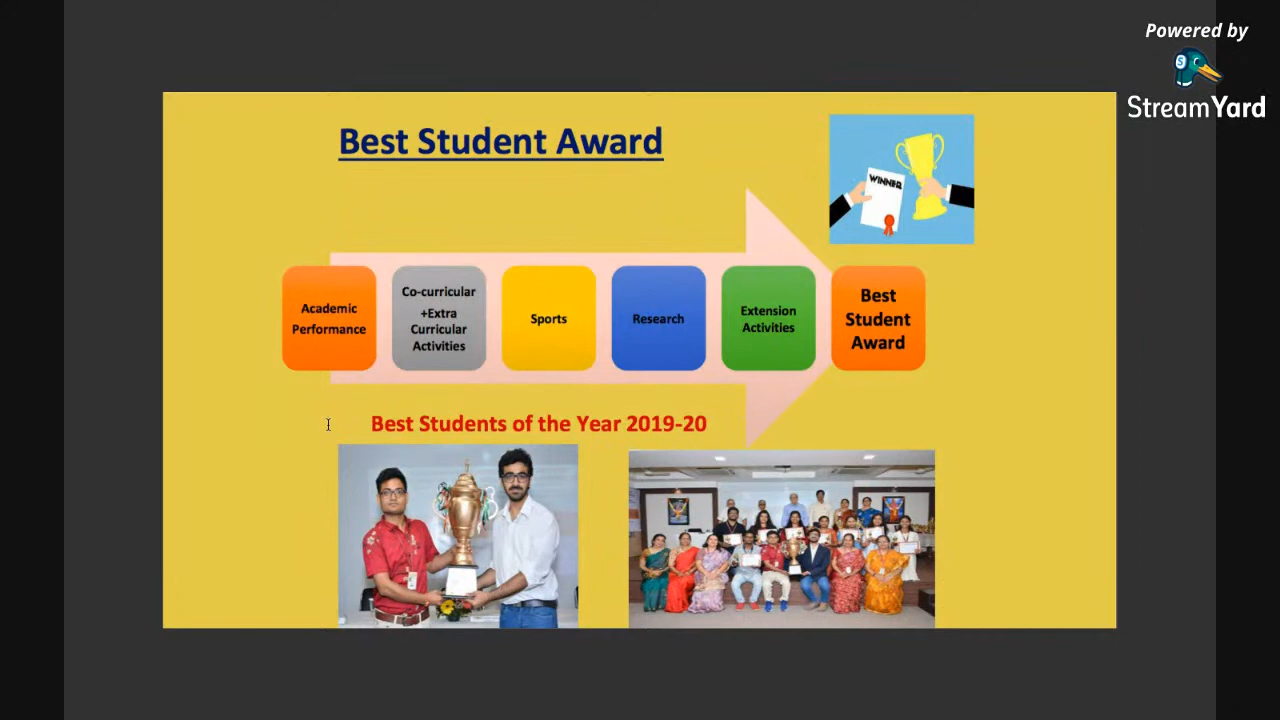 Powered by
StreamYard
Best Student Award
WINNER
Academic
Performance
Co-curricular
+Extra
Curricular
Activities
Sports
Research
Extension
Activities
Best
Student
Award
Best Students of the Year 2019-20